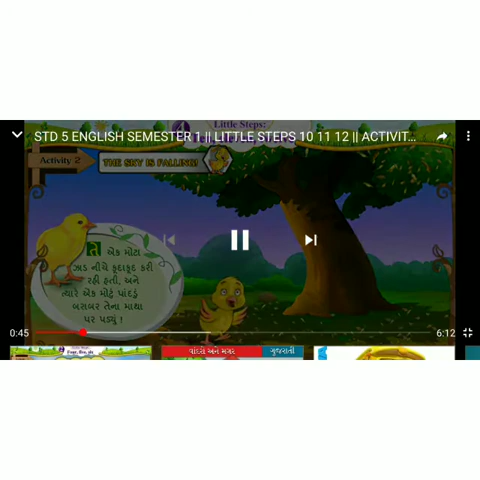 Little Steps:
STD 5 ENGLISH SEMESTER 1 || LITTLE STEPS 10 11 12 || ACTIVIT...
Activity 2
THE SKY IS FALLING!
તે એક મોટા
ઝાડ નીચે કૂદાકૂદ કરી
રહી હતી, અને
ત્યારે એક મોટું પાંદડું
બરાબર તેના માથા
પર પડ્યું !
0:45
6:12
વાંદરો અને મગર
ગુજરાતી